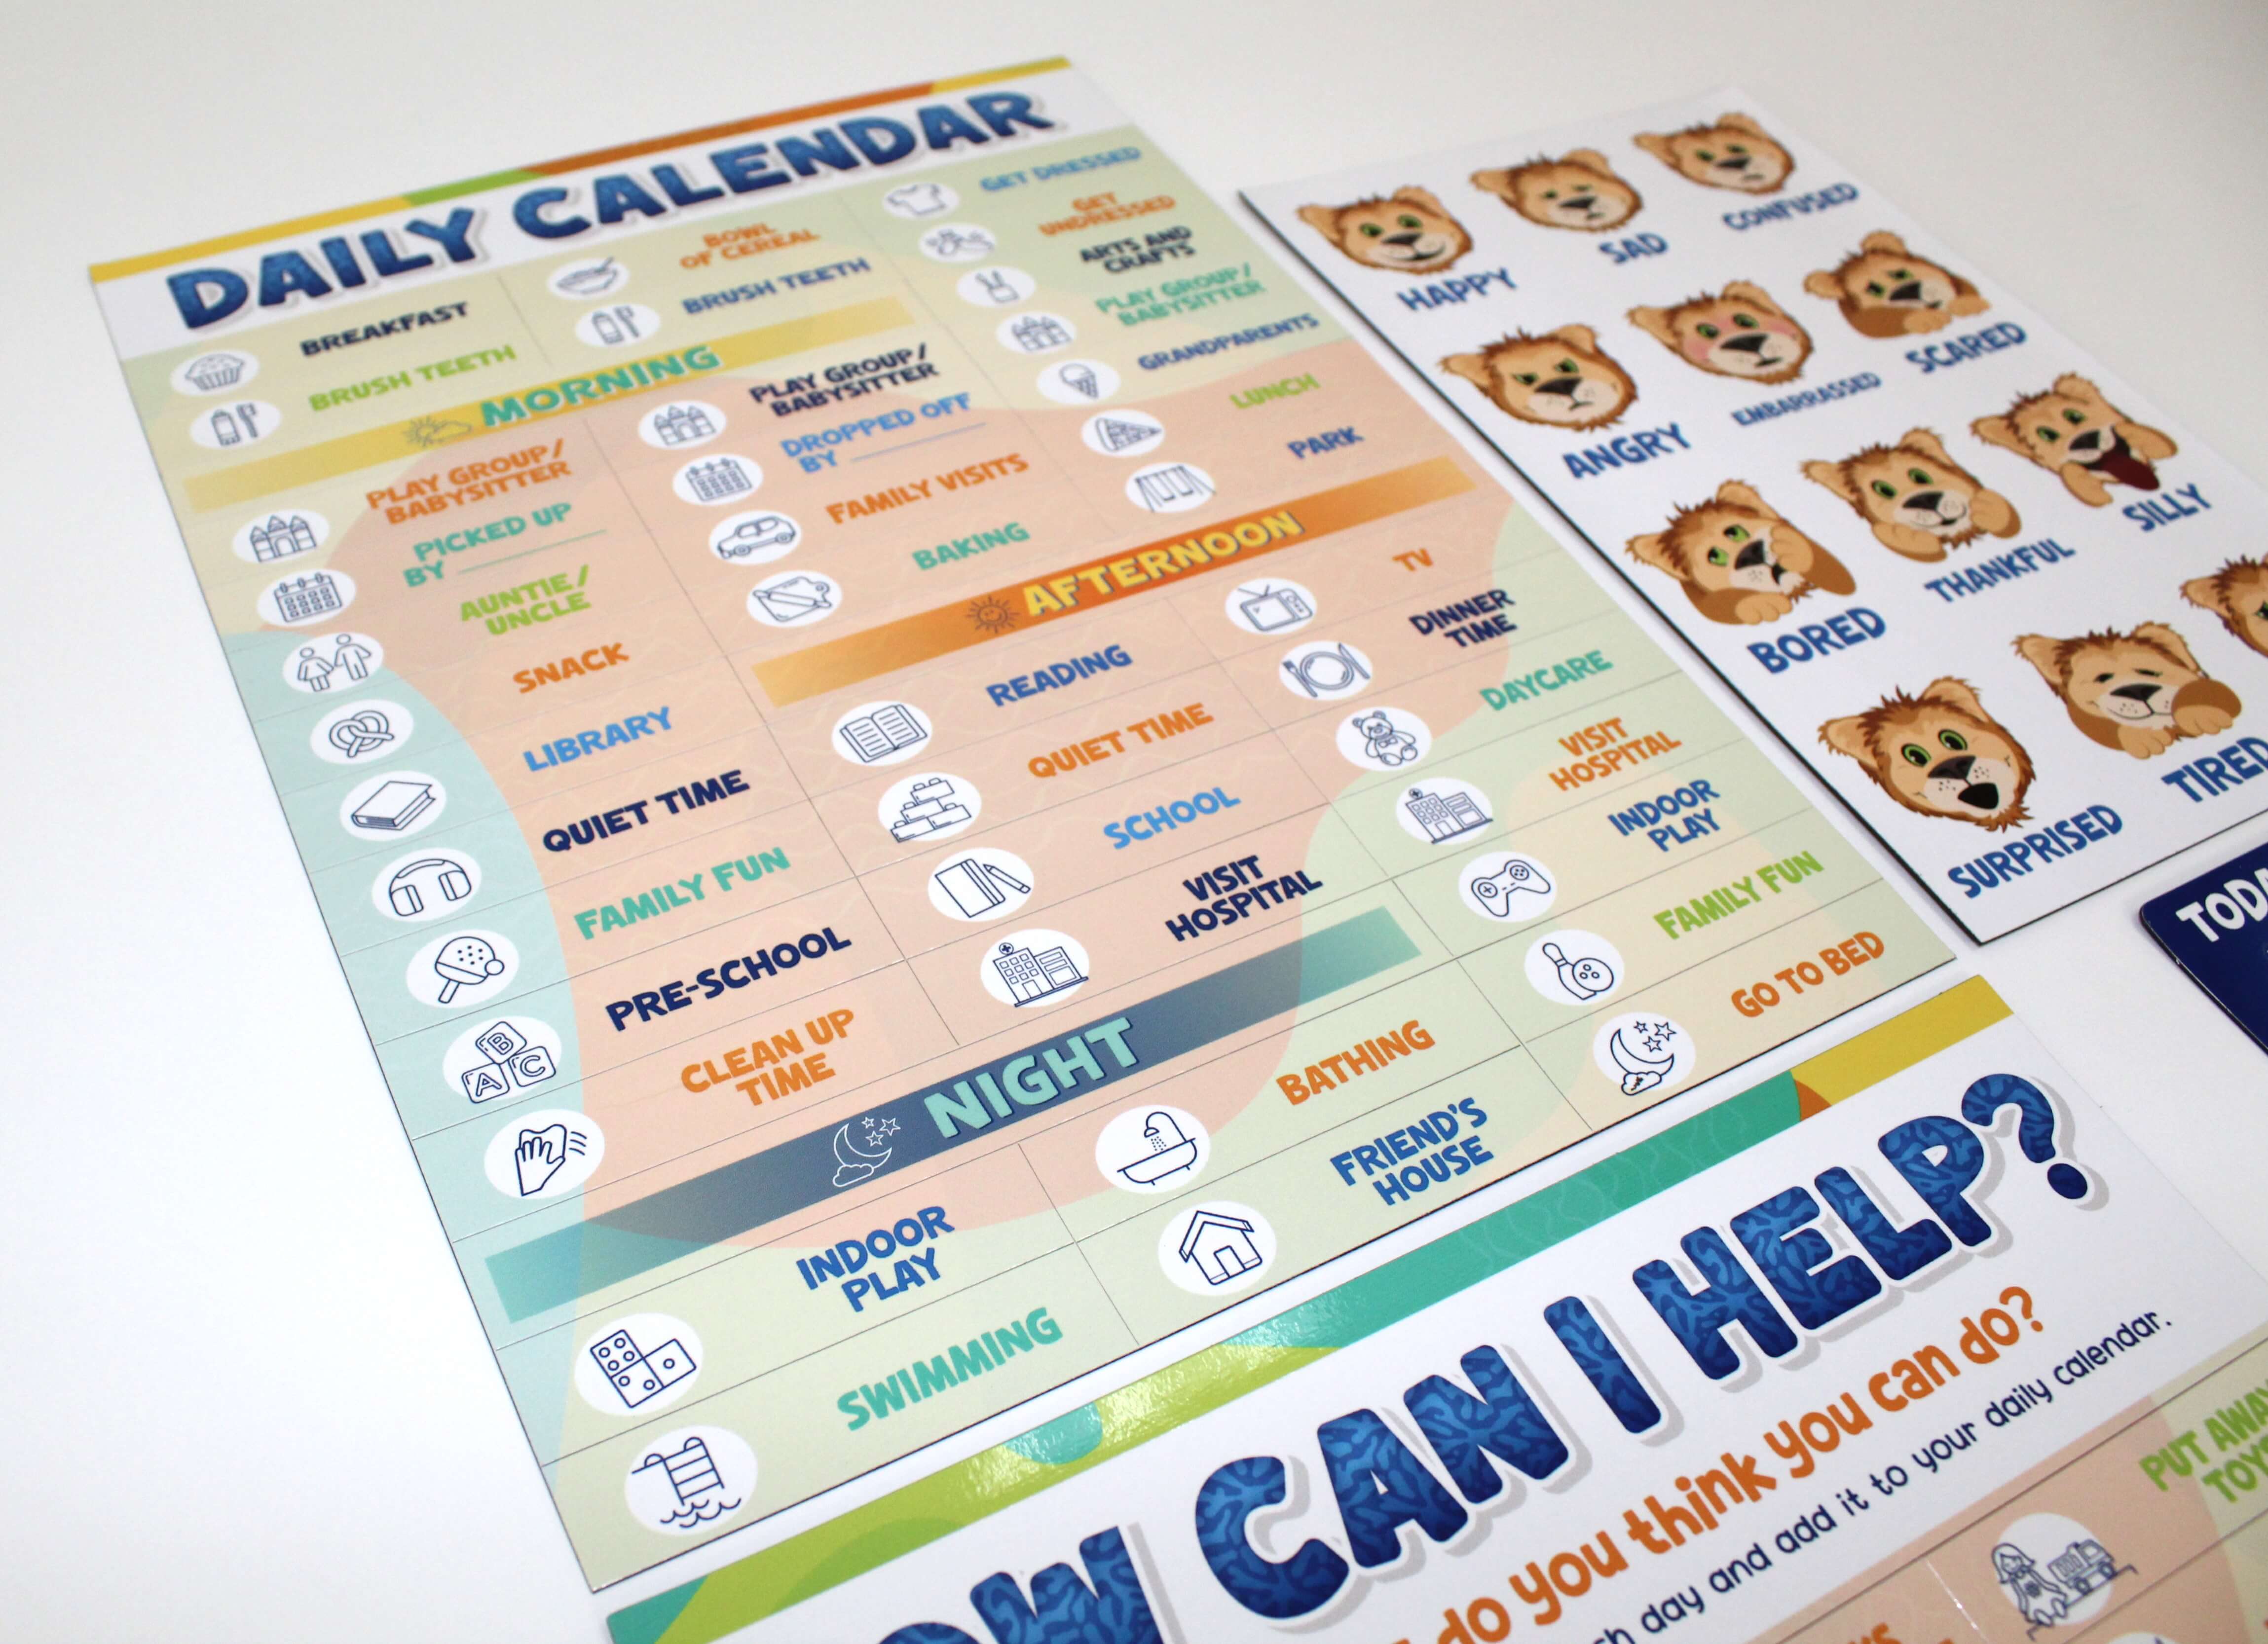 DAILY CALENDAR
BREAKFAST
BRUSH TEETH
BOWL
OF CEREAL
BRUSH TEETH
GET DRESSED
GET
UNDRESSED
ARTS AND
CRAFTS
PLAY GROUP/
BABYSITTER
GRANDPARENTS
MORNING
PLAY GROUP/
BABYSITTER
PICKED UP
BY
AUNTIE/
UNCLE
SNACK
LIBRARY
QUIET TIME
FAMILY FUN
PRE-SCHOOL
B
A C
CLEAN UP
TIME
PLAY GROUP/
BABYSITTER
DROPPED OFF
BY
FAMILY VISITS
BAKING
LUNCH
PARK
AFTERNOON
READING
QUIET TIME
SCHOOL
VISIT
HOSPITAL
TV
DINNER
TIME
DAYCARE
VISIT
HOSPITAL
INDOOR
PLAY
FAMILY FUN
GO TO BED
NIGHT
INDOOR
PLAY
SWIMMING
BATHING
FRIEND'S
HOUSE
HAPPY
SAD
CONFUSED
ANGRY
EMBARRASSED
SCARED
BORED
THANKFUL
SILLY
SURPRISED
TIRED
CAN I HELP?
do you think you can do?
day and add it to your daily calendar.
PUT AWAY